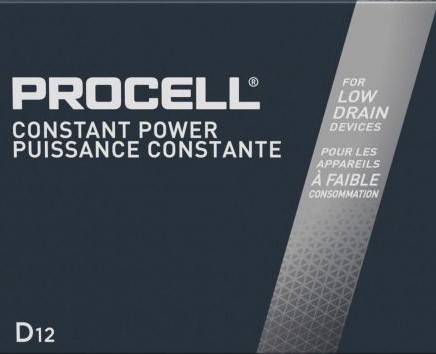 PROCELL®
CONSTANT POWER
PUISSANCE CONSTANTE
FOR
LOW
DRAIN
DEVICES
POUR LES
APPAREILS
À FAIBLE
CONSOMMATION
D12